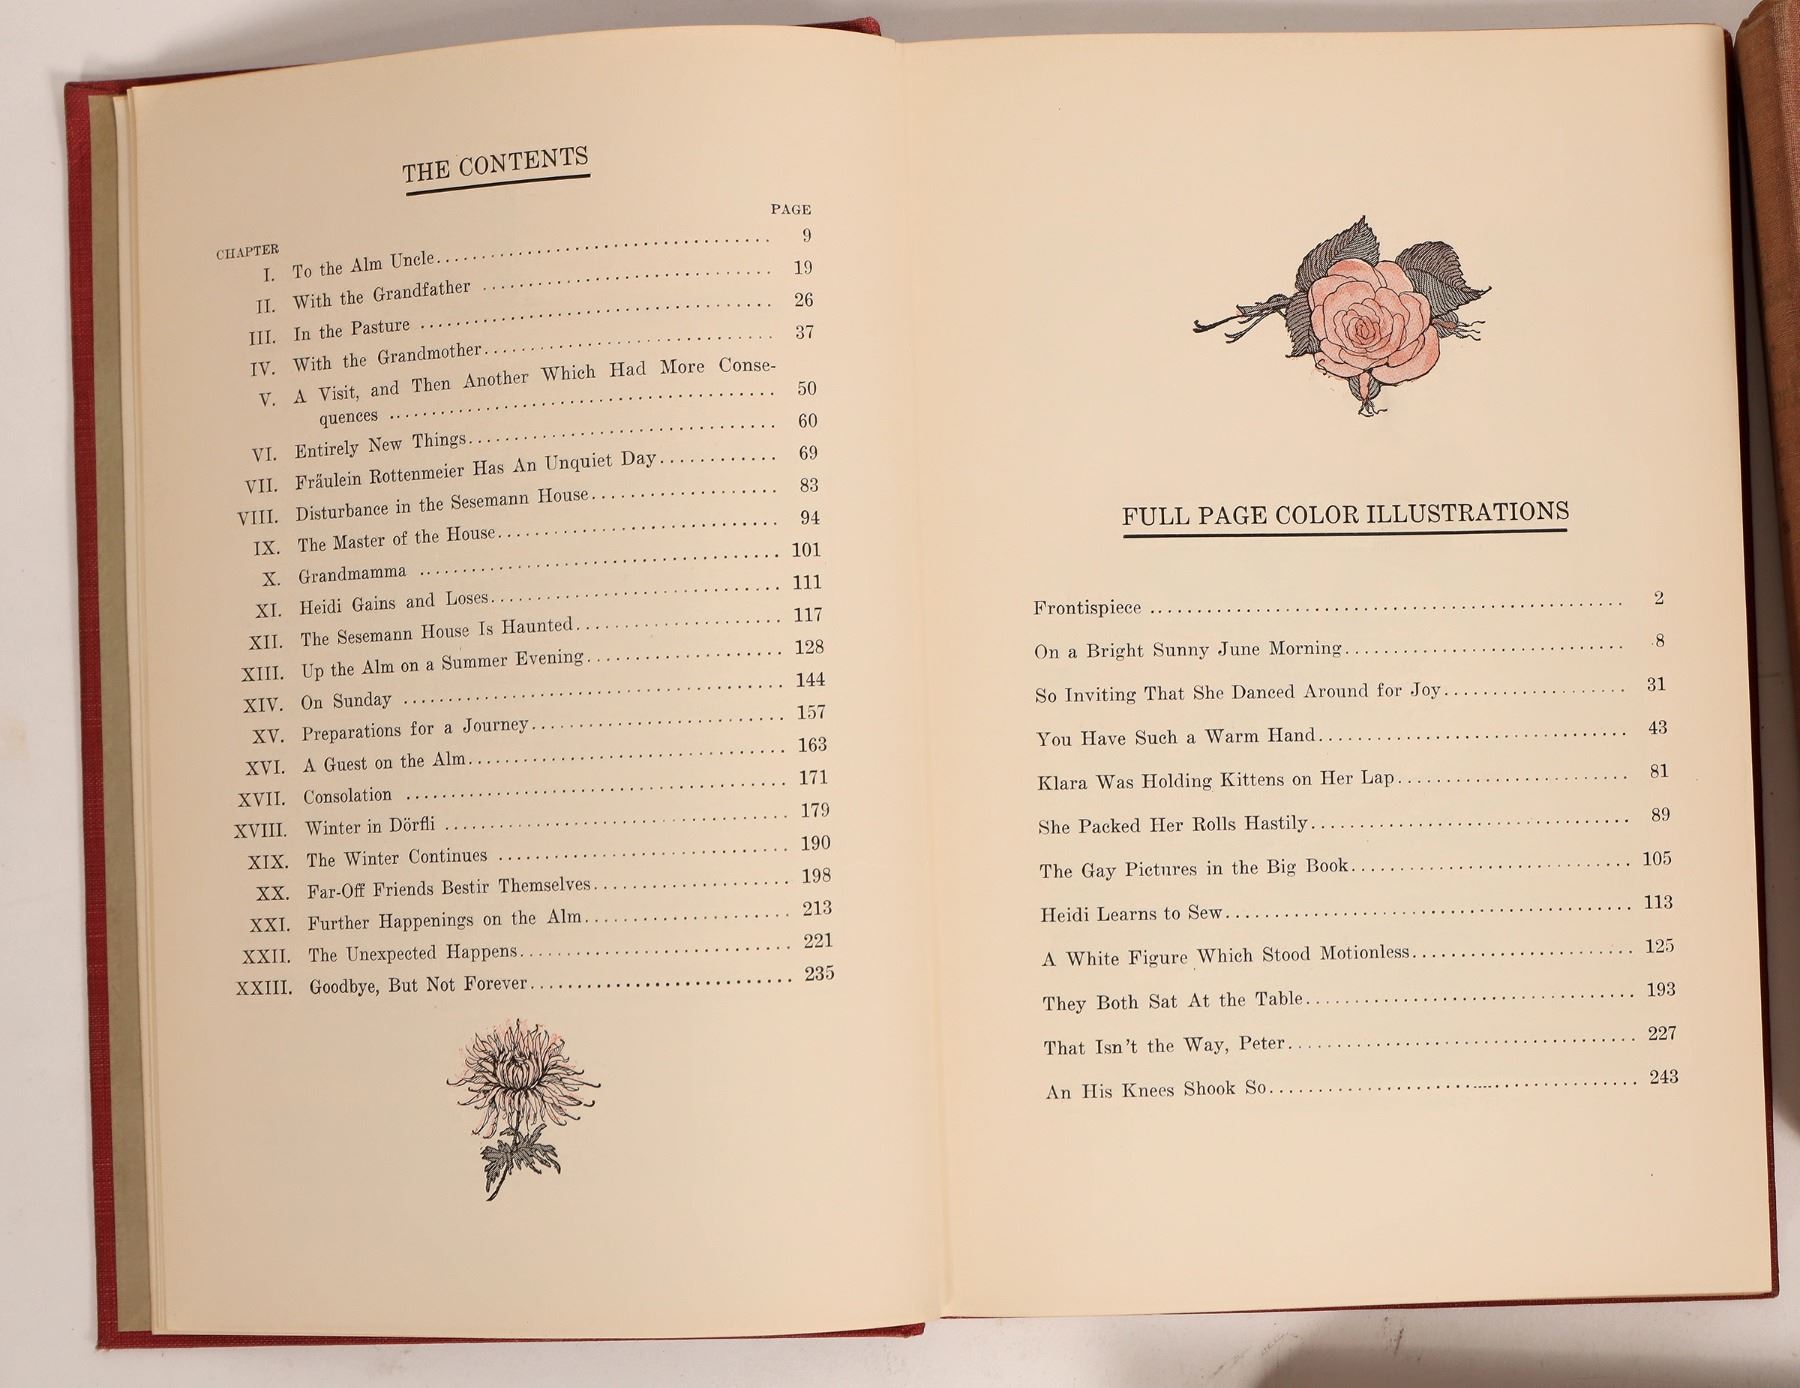 THE CONTENTS
PAGE
CHAPTER
I. To the Alm Uncle........................................ 9
II. With the Grandfather .................................. 19
III. In the Pasture ........................................ 26
IV. With the Grandmother.................................. 37
V. A Visit, and Then Another Which Had More Conse-
quences ............................................ 50
VI. Entirely New Things................................... 60
VII. Fräulein Rottenmeier Has An Unquiet Day............. 69
VIII. Disturbance in the Sesemann House..................... 83
IX. The Master of the House................................ 94
X. Grandmamma .......................................... 101
XI. Heidi Gains and Loses.................................. 111
XII. The Sesemann House Is Haunted........................ 117
XIII. Up the Alm on a Summer Evening...................... 128
XIV. On Sunday ............................................ 144
XV. Preparations for a Journey............................. 157
XVI. A Guest on the Alm.................................... 163
XVII. Consolation ............................................ 171
XVIII. Winter in Dörfli ....................................... 179
XIX. The Winter Continues ................................. 190
XX. Far-Off Friends Bestir Themselves...................... 198
XXI. Further Happenings on the Alm........................ 213
XXII. The Unexpected Happens............................... 221
XXIII. Goodbye, But Not Forever.............................. 235
FULL PAGE COLOR ILLUSTRATIONS
Frontispiece ................................................ 2
On a Bright Sunny June Morning............................. 8
So Inviting That She Danced Around for Joy................... 31
You Have Such a Warm Hand................................ 43
Klara Was Holding Kittens on Her Lap........................ 81
She Packed Her Rolls Hastily................................. 89
The Gay Pictures in the Big Book............................. 105
Heidi Learns to Sew.......................................... 113
A White Figure Which Stood Motionless....................... 125
They Both Sat At the Table................................... 193
That Isn't the Way, Peter.................................... 227
An His Knees Shook So...................................... 243